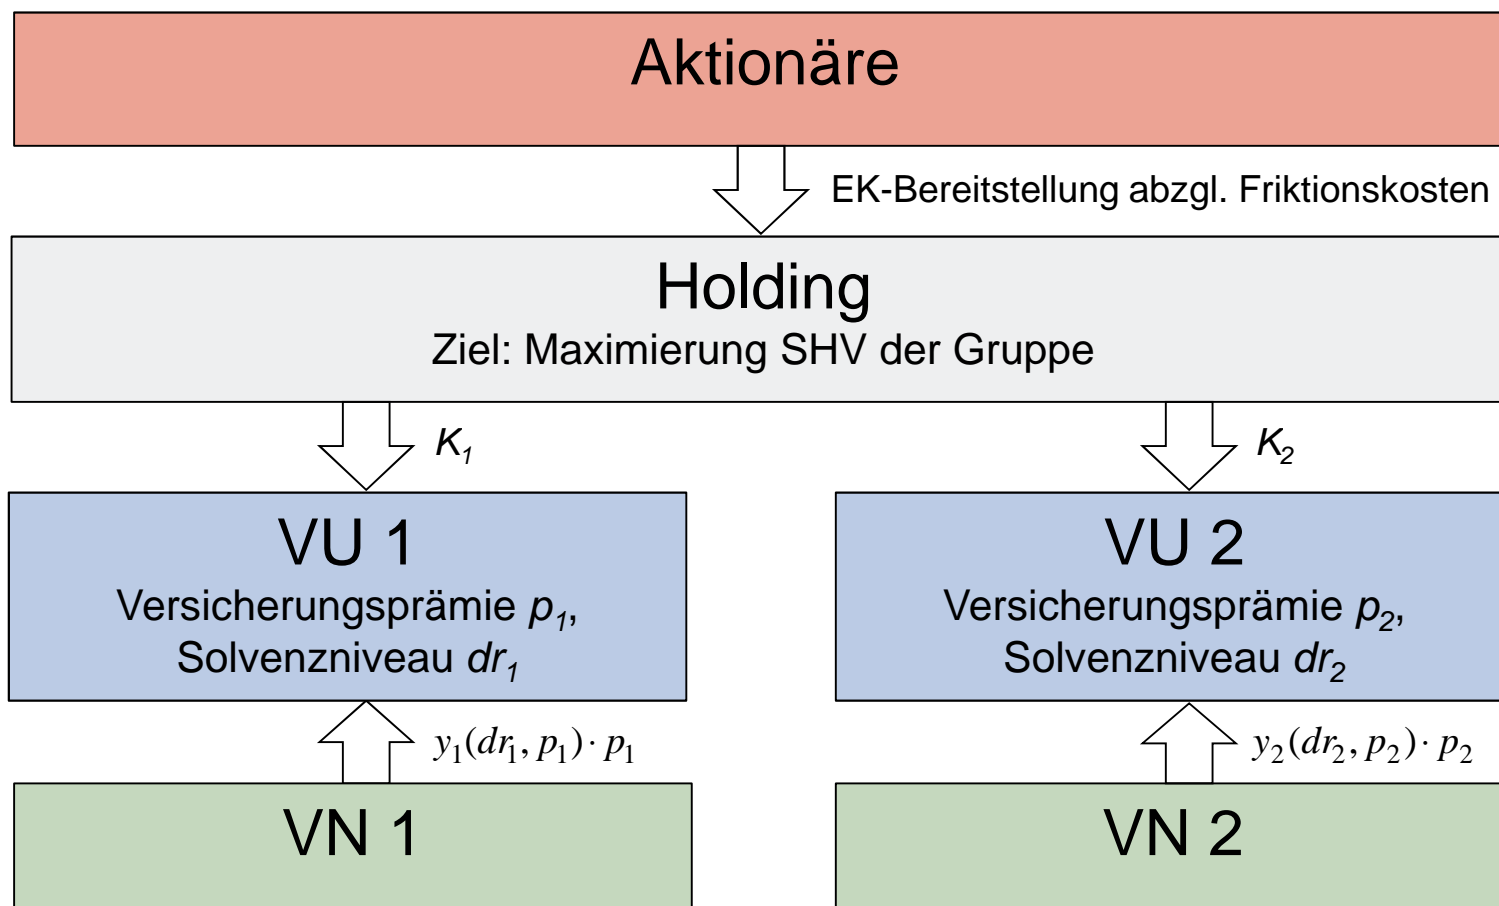 Aktionäre
EK-Bereitstellung abzgl. Friktionskosten
Holding
Ziel: Maximierung SHV der Gruppe
K₁
K₂
VU 1
Versicherungsprämie p₁,
Solvenzniveau dr₁
VU 2
Versicherungsprämie p₂,
Solvenzniveau dr₂
y₁(dr₁, p₁) · p₁
y₂(dr₂, p₂) · p₂
VN 1
VN 2